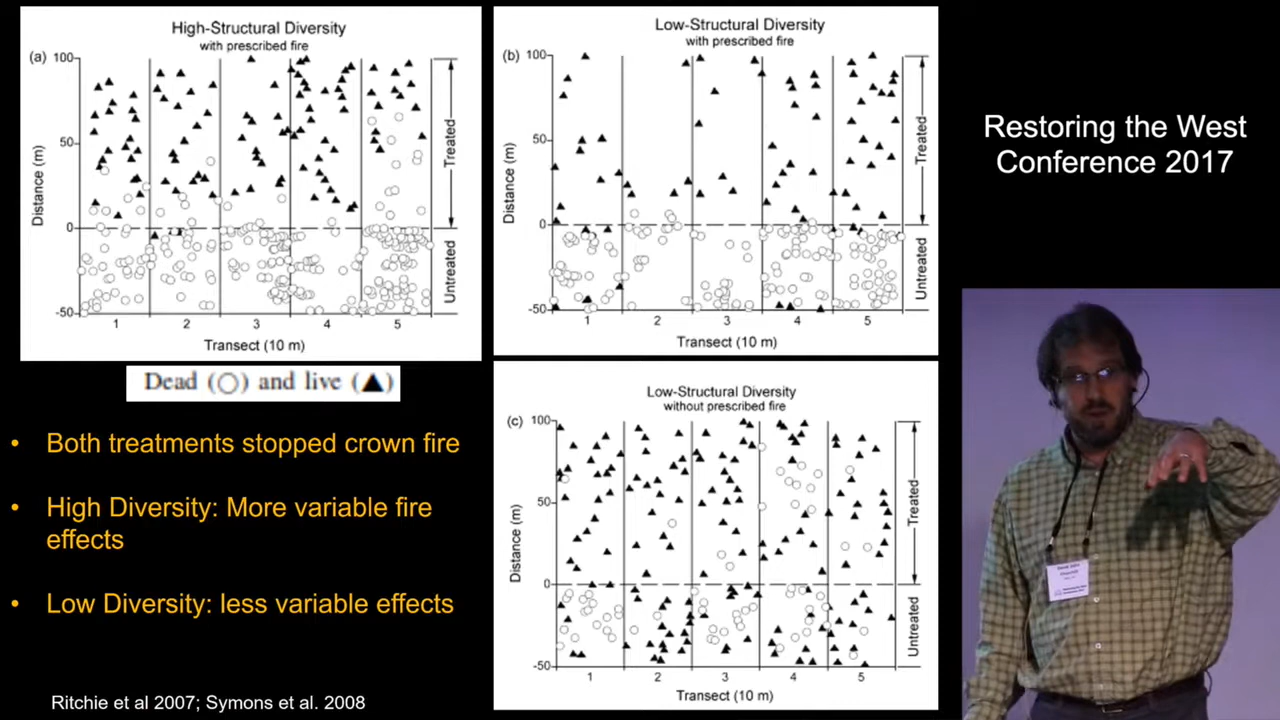 High-Structural Diversity
with prescribed fire
(a)
100
50
0
-50
Distance (m)
Treated
Untreated
1 2 3 4 5
Transect (10 m)
Low-Structural Diversity
with prescribed fire
(b)
100
50
0
-50
Distance (m)
Treated
Untreated
1 2 3 4 5
Transect (10 m)
Dead (○) and live (▲)
• Both treatments stopped crown fire
• High Diversity: More variable fire
effects
• Low Diversity: less variable effects
Ritchie et al 2007; Symons et al. 2008
Low-Structural Diversity
without prescribed fire
(c)
100
50
0
-50
Distance (m)
Treated
Untreated
1 2 3 4 5
Transect (10 m)
Restoring the West
Conference 2017